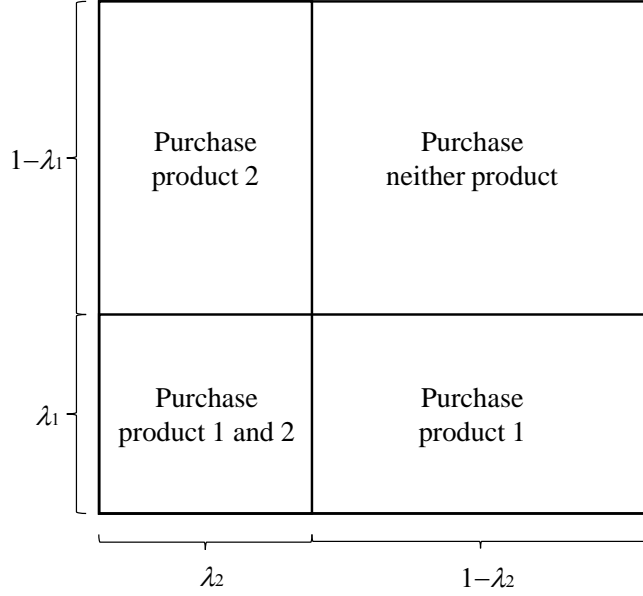 Purchase
product 2
Purchase
neither product
1−λ1
Purchase
product 1 and 2
Purchase
product 1
λ1
λ2
1−λ2